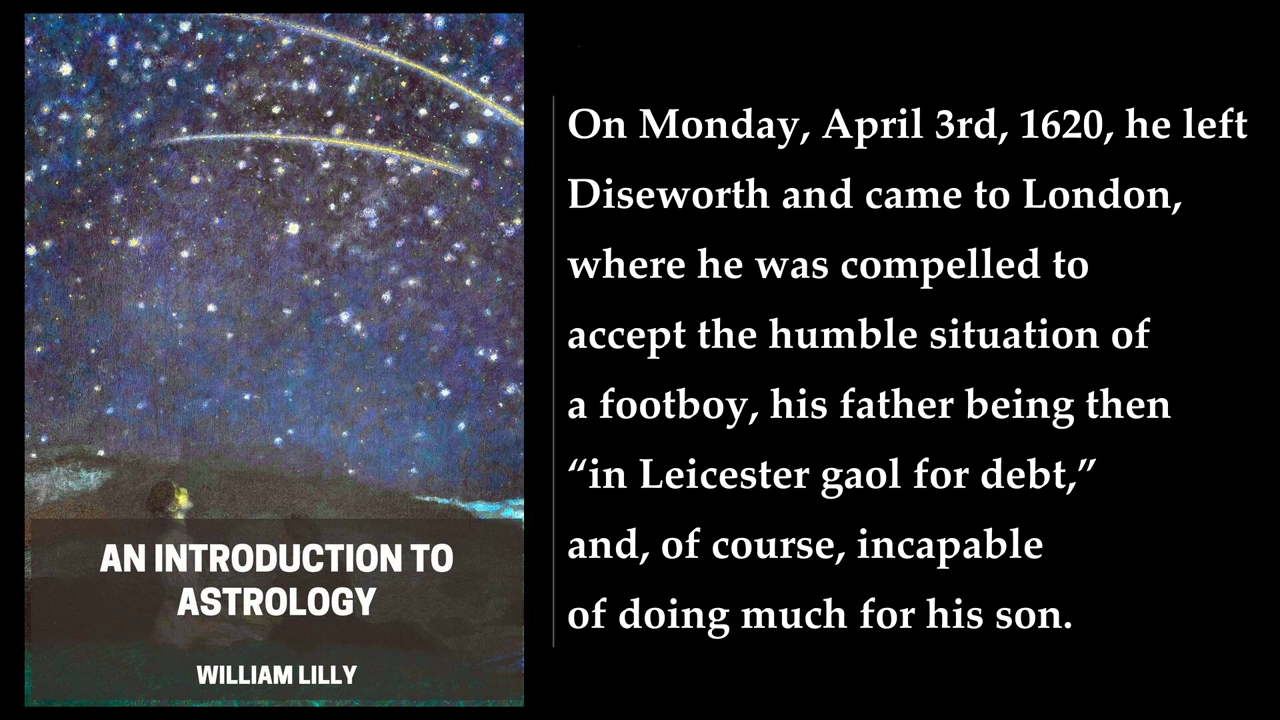 AN INTRODUCTION TO
ASTROLOGY
WILLIAM LILLY
On Monday, April 3rd, 1620, he left
Diseworth and came to London,
where he was compelled to
accept the humble situation of
a footboy, his father being then
“in Leicester gaol for debt,”
and, of course, incapable
of doing much for his son.